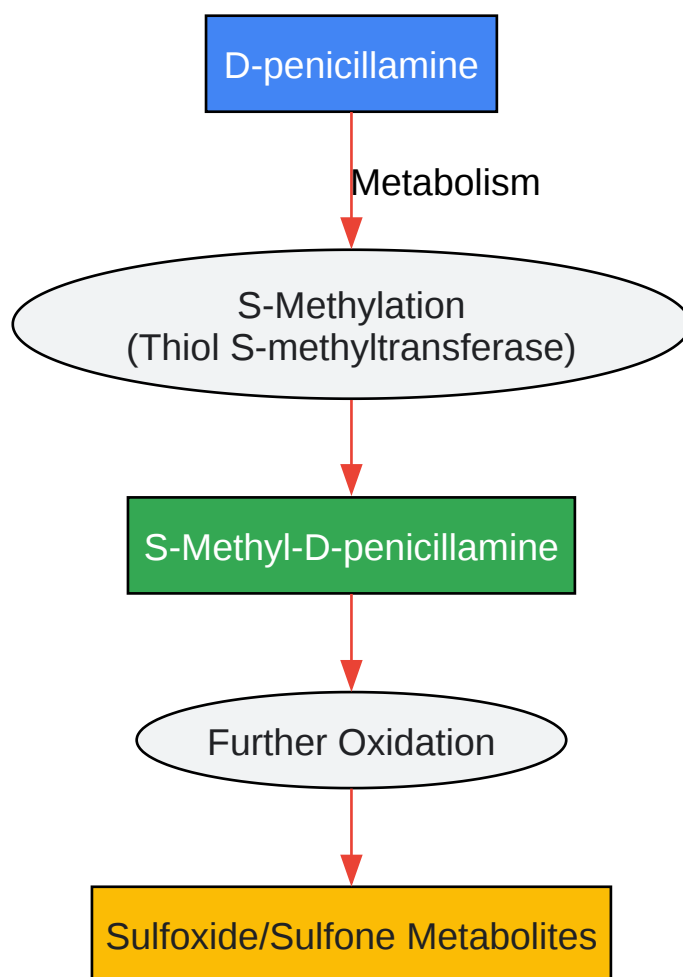 D-penicillamine
Metabolism
S-Methylation
(Thiol S-methyltransferase)
S-Methyl-D-penicillamine
Further Oxidation
Sulfoxide/Sulfone Metabolites